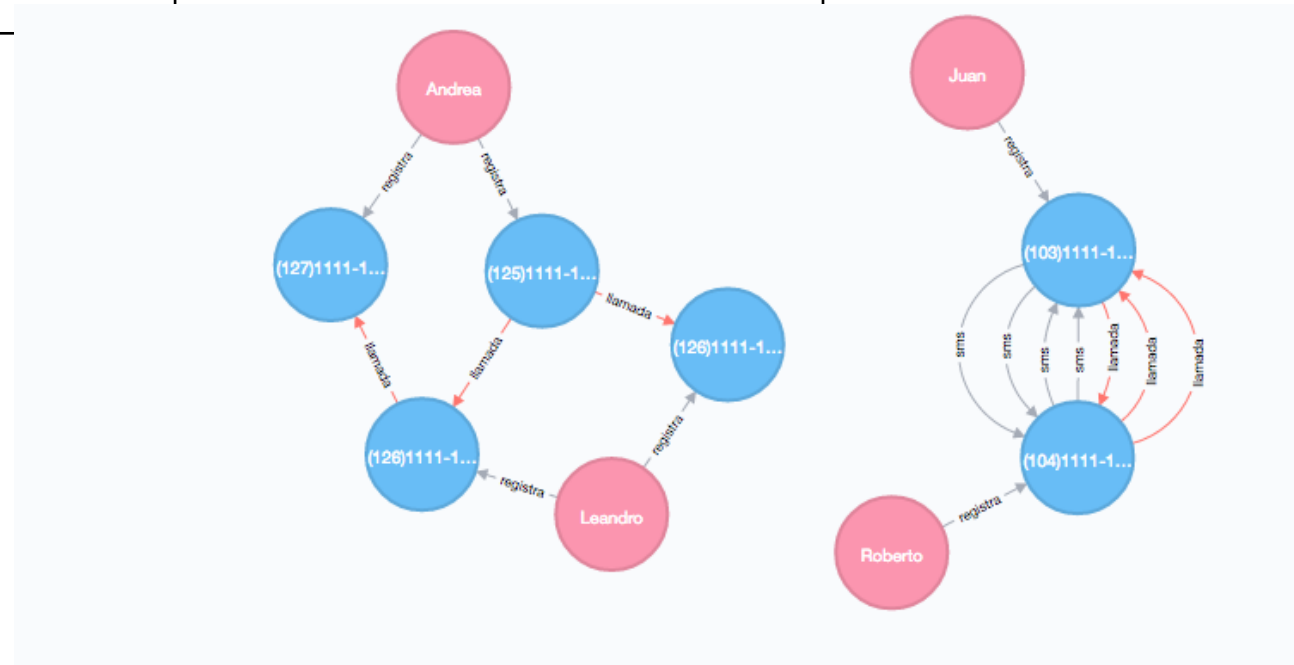 Andrea
Juan
registra
registra
registra
(127)1111-1...
(125)1111-1...
(103)1111-1...
llamada
(126)1111-1...
llamada
llamada
sms
sms
sms
sms
llamada
llamada
llamada
registra
(126)1111-1...
(104)1111-1...
registra
Leandro
registra
Roberto